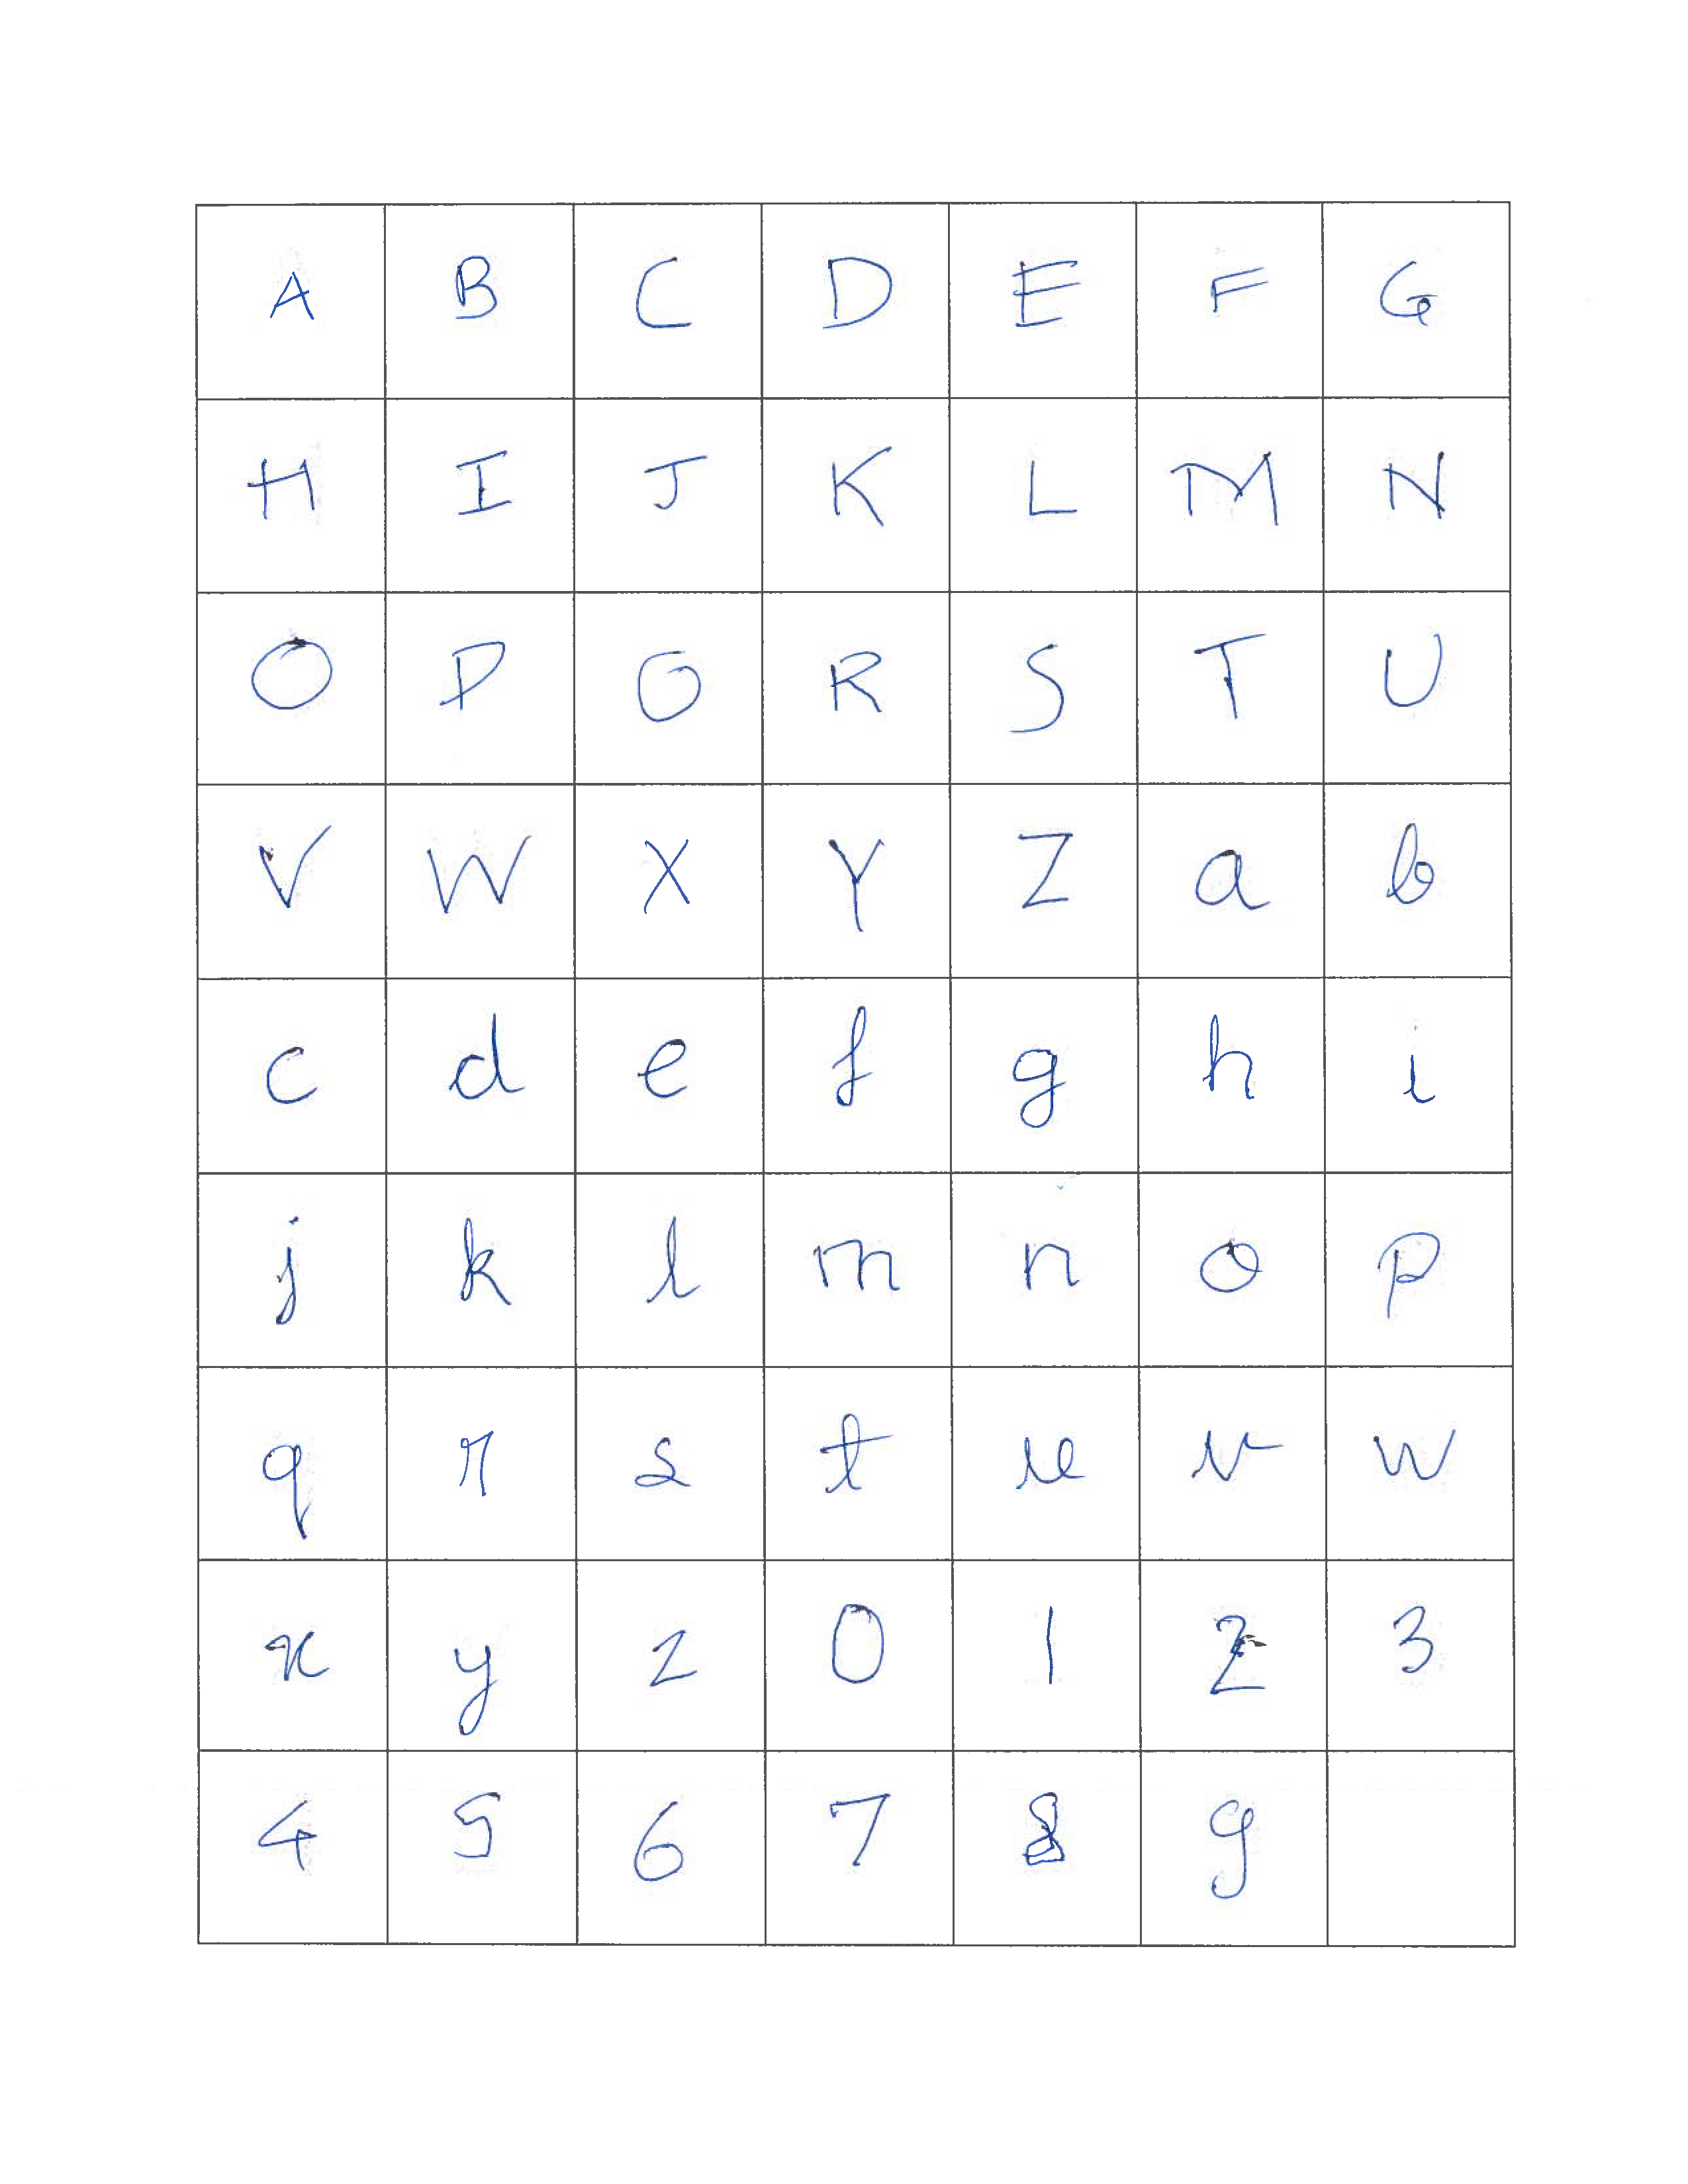 A B C D E F G
H I J K L M N
O P Q R S T U
V W X Y Z a b
c d e f g h i
j k l m n o p
q r s t u v w
x y z 0 1 2 3
4 5 6 7 8 9